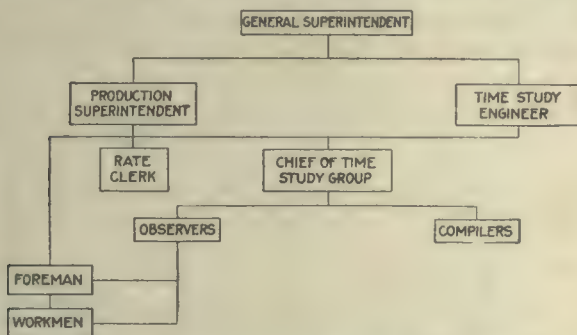 GENERAL SUPERINTENDENT
PRODUCTION
SUPERINTENDENT
TIME STUDY
ENGINEER
RATE
CLERK
CHIEF OF TIME
STUDY GROUP
OBSERVERS
COMPILERS
FOREMAN
WORKMEN